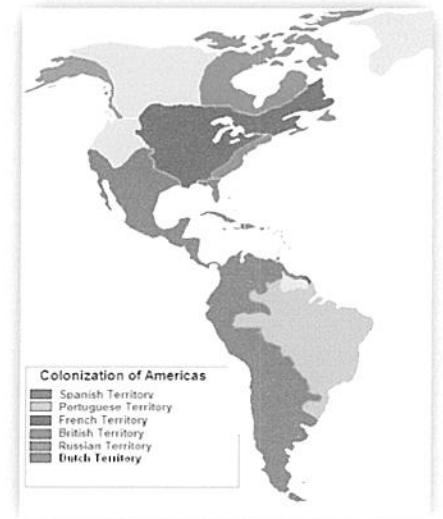 Colonization of Americas
Spanish Territory
Portuguese Territory
French Territory
British Territory
Russian Territory
Dutch Territory